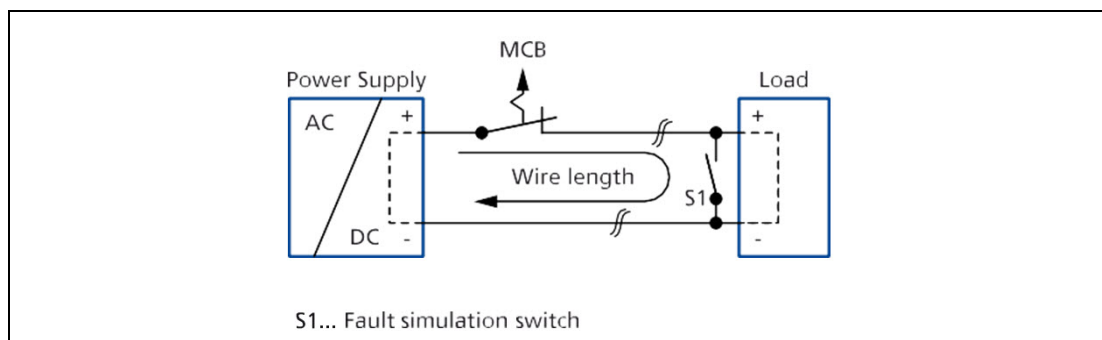 MCB
Power Supply
Load
AC
+
+
Wire length
S1
DC
-
-
S1... Fault simulation switch